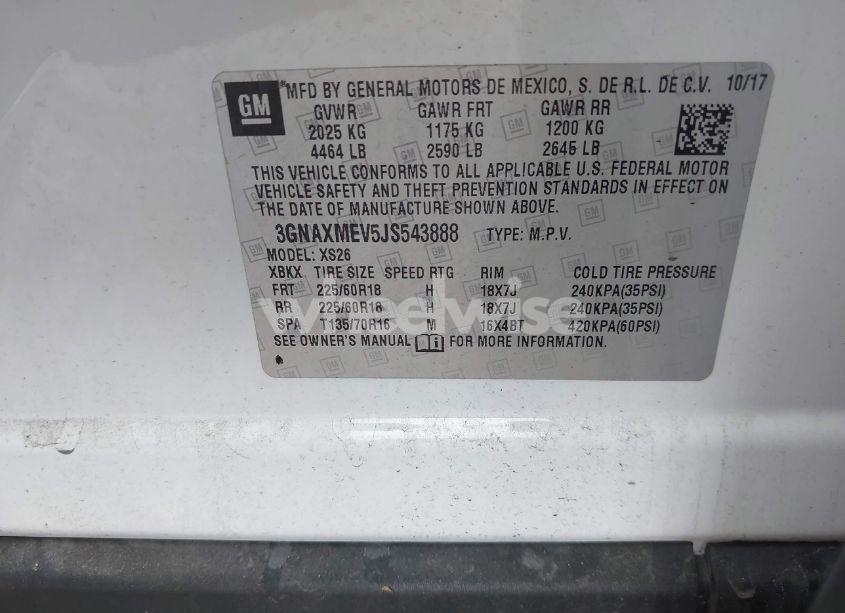 GM
*MFD BY GENERAL MOTORS DE MEXICO, S. DE R.L. DE C.V. 10/17
GVWR GAWR FRT GAWR RR
2025 KG 1175 KG 1200 KG
4464 LB 2590 LB 2645 LB
THIS VEHICLE CONFORMS TO ALL APPLICABLE U.S. FEDERAL MOTOR
VEHICLE SAFETY AND THEFT PREVENTION STANDARDS IN EFFECT ON
THE DATE OF MANUFACTURE SHOWN ABOVE.
3GNAXMEV5JS543888 TYPE: M.P.V.
MODEL: XS26
XBKX TIRE SIZE SPEED RTG RIM COLD TIRE PRESSURE
FRT 225/60R18 H 18X7J 240KPA(35PSI)
RR 225/60R18 H 18X7J 240KPA(35PSI)
SPA T135/70R16 M 16X4BT 420KPA(60PSI)
SEE OWNER'S MANUAL i FOR MORE INFORMATION.
wheelwise